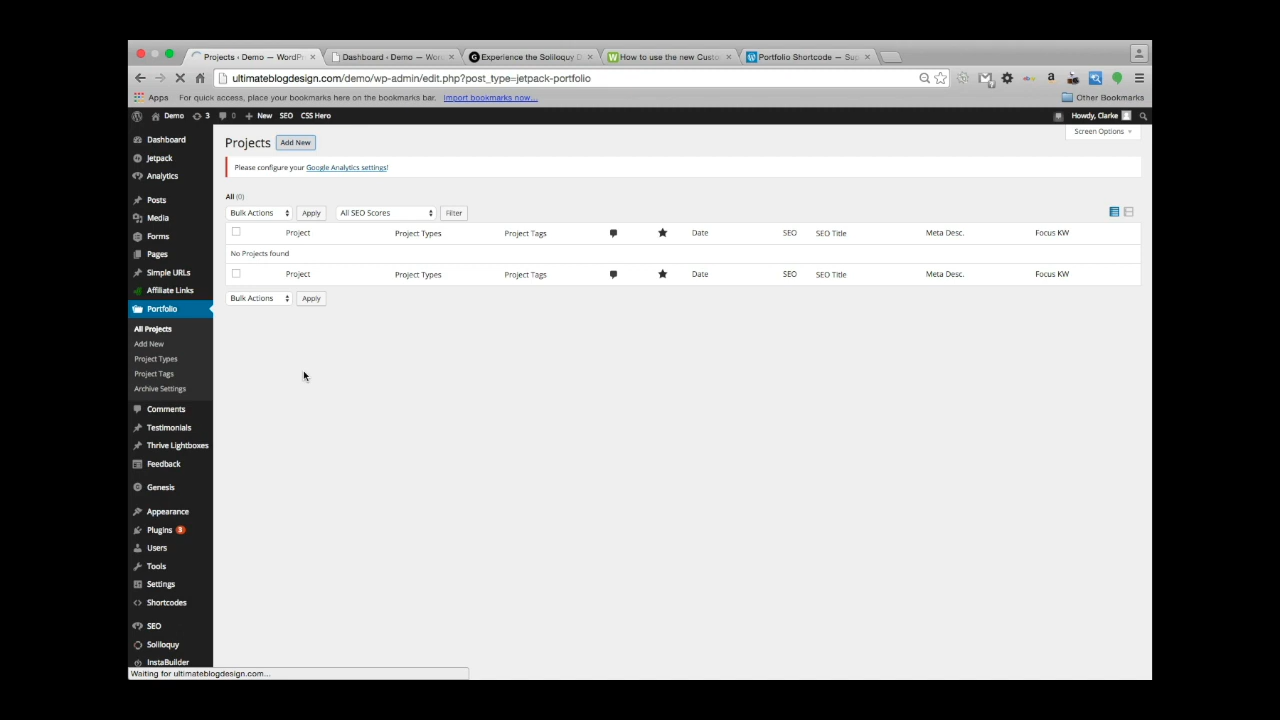 Projects ‹ Demo — WordPr
Dashboard ‹ Demo — Wor
Experience the Soliloquy D
How to use the new Custo
Portfolio Shortcode — Sup
ultimateblogdesign.com/demo/wp-admin/edit.php?post_type=jetpack-portfolio
Apps For quick access, place your bookmarks here on the bookmarks bar. Import bookmarks now... Other Bookmarks
Demo 3 0 + New SEO CSS Hero Howdy, Clarke
Screen Options
Dashboard
Jetpack
Analytics
Posts
Media
Forms
Pages
Simple URLs
Affiliate Links
Portfolio
All Projects
Add New
Project Types
Project Tags
Archive Settings
Comments
Testimonials
Thrive Lightboxes
Feedback
Genesis
Appearance
Plugins 3
Users
Tools
Settings
Shortcodes
SEO
Soliloquy
InstaBuilder
Projects Add New
Please configure your Google Analytics settings!
All (0)
Bulk Actions Apply All SEO Scores Filter
Project Project Types Project Tags Date SEO SEO Title Meta Desc. Focus KW
No Projects found
Project Project Types Project Tags Date SEO SEO Title Meta Desc. Focus KW
Bulk Actions Apply
Waiting for ultimateblogdesign.com...